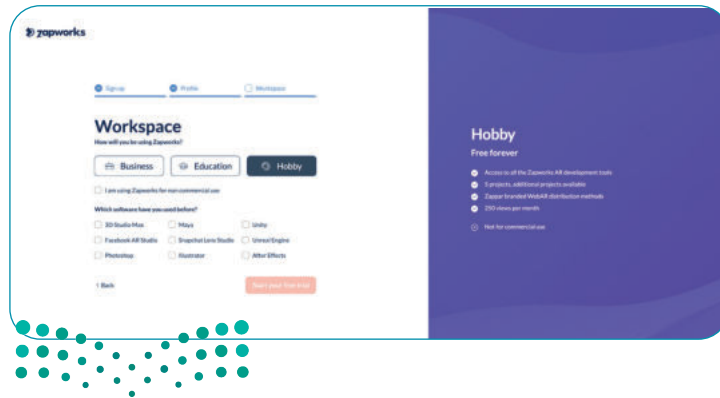 zapworks
Sign up Profile Workspace
Workspace
How will you be using Zapworks?
Business Education Hobby
I am using Zapworks for non-commercial use
Which software have you used before?
3D Studio Max Maya Unity
Facebook AR Studio Snapchat Lens Studio Unreal Engine
Photoshop Illustrator After Effects
‹ Back Start your free trial
Hobby
Free forever
Access to all the Zapworks AR development tools
5 projects, additional projects available
Zappar branded WebAR distribution methods
250 views per month
Not for commercial use